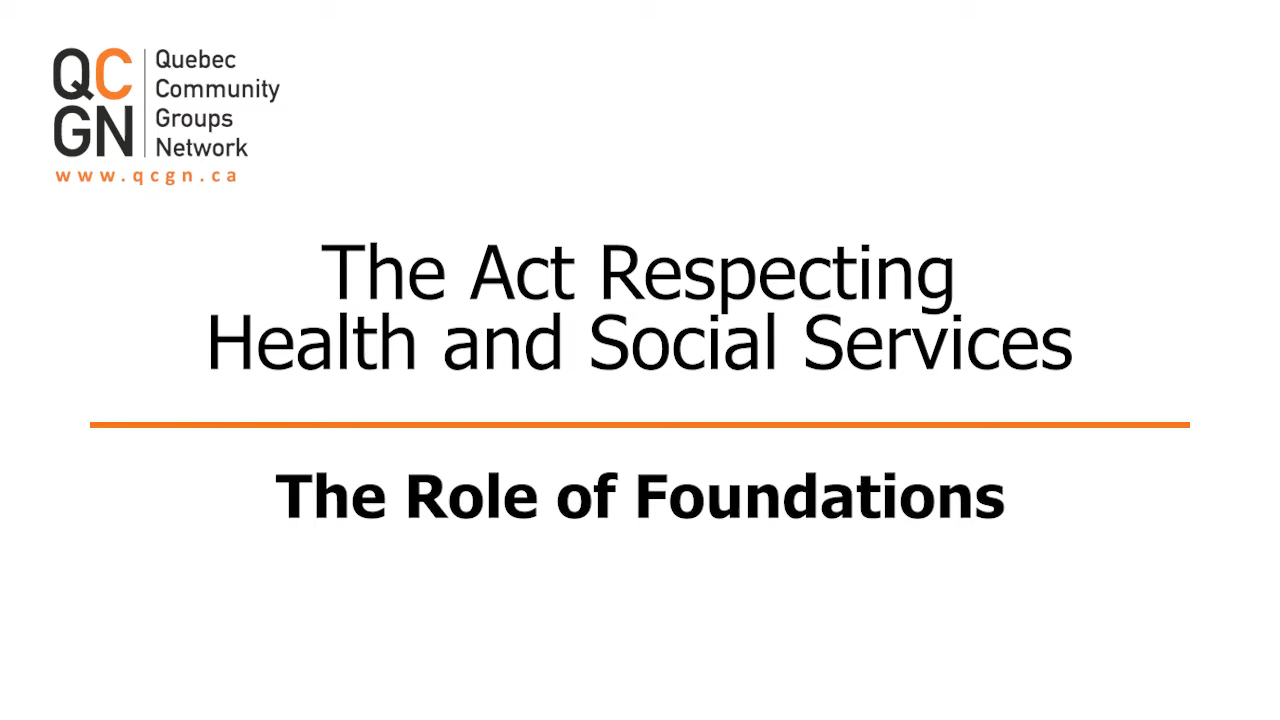 QC
GN
Quebec
Community
Groups
Network
www.qcgn.ca
The Act Respecting
Health and Social Services
The Role of Foundations